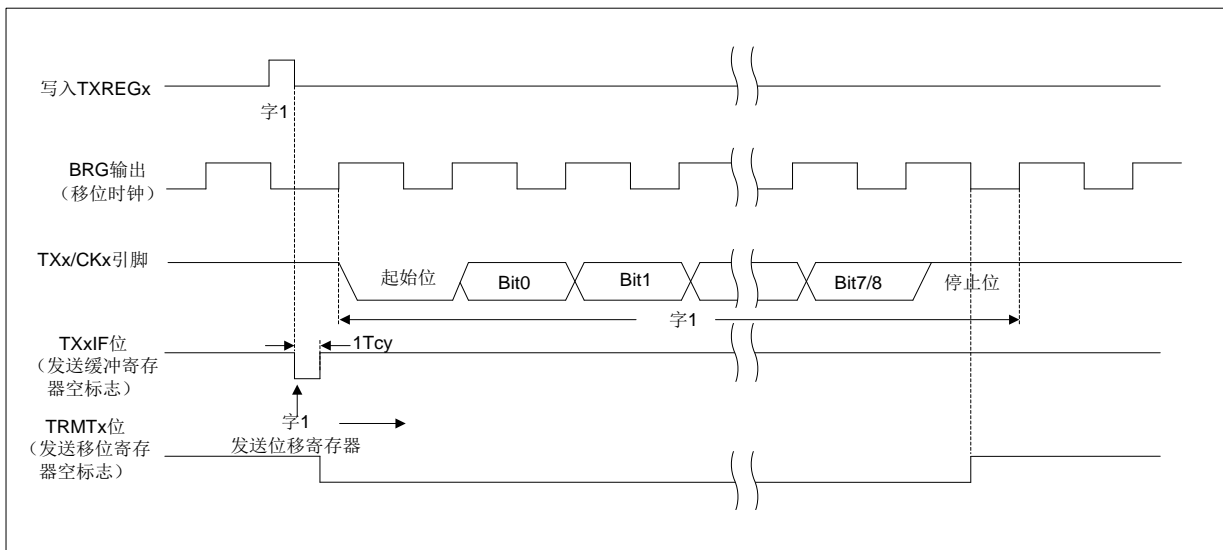 写入TXREGx
字1
BRG输出
（移位时钟）
TXx/CKx引脚
起始位
Bit0
Bit1
Bit7/8
停止位
字1
TXxIF位
（发送缓冲寄存
器空标志）
1Tcy
字1
发送位移寄存器
TRMTx位
（发送移位寄存
器空标志）